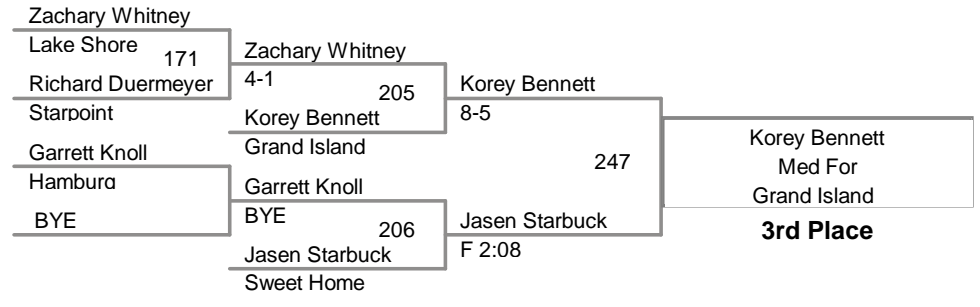 Zachary Whitney
Lake Shore
171
Richard Duermeyer
Starpoint
Garrett Knoll
Hamburg
BYE
Zachary Whitney
4-1
205
Korey Bennett
Grand Island
Garrett Knoll
BYE
206
Jasen Starbuck
Sweet Home
Korey Bennett
8-5
247
Jasen Starbuck
F 2:08
Korey Bennett
Med For
Grand Island
3rd Place